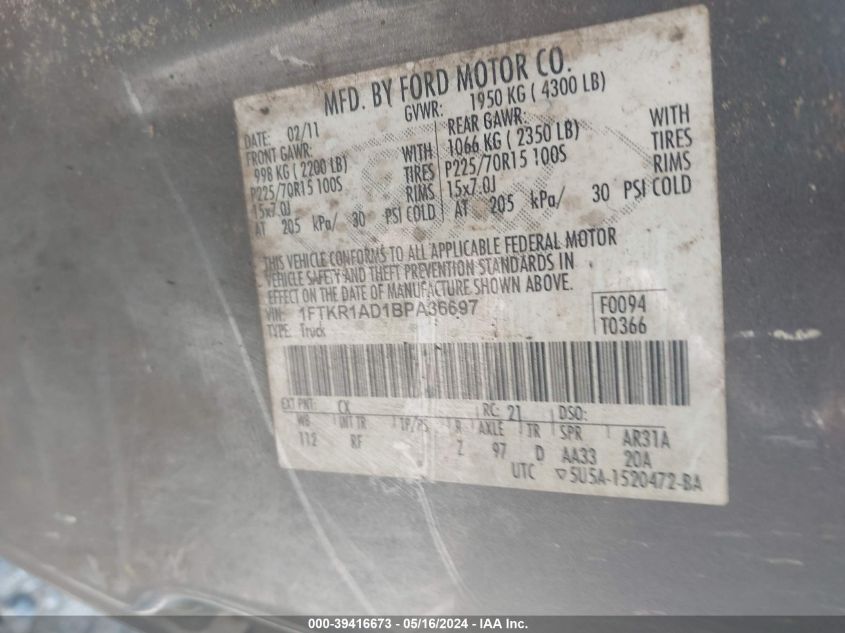 MFD. BY FORD MOTOR CO.
DATE: 02/11 GVWR: 1950 KG ( 4300 LB)
FRONT GAWR: REAR GAWR:
998 KG ( 2200 LB) WITH 1066 KG ( 2350 LB) WITH
P225/70R15 100S TIRES P225/70R15 100S TIRES
15x7.0J RIMS 15x7.0J RIMS
AT 205 kPa/ 30 PSI COLD AT 205 kPa/ 30 PSI COLD
THIS VEHICLE CONFORMS TO ALL APPLICABLE FEDERAL MOTOR
VEHICLE SAFETY AND THEFT PREVENTION STANDARDS IN
EFFECT ON THE DATE OF MANUFACTURE SHOWN ABOVE.
VIN: 1FTKR1AD1BPA36697 F0094
TYPE: Truck T0366
EXT PNT: CX RC: 21 DSO:
WB INT TR TP/PS R AXLE TR SPR AR31A
112 RF 2 97 D AA33 20A
UTC ▽5U5A-1520472-BA
000-39416673 - 05/16/2024 - IAA Inc.